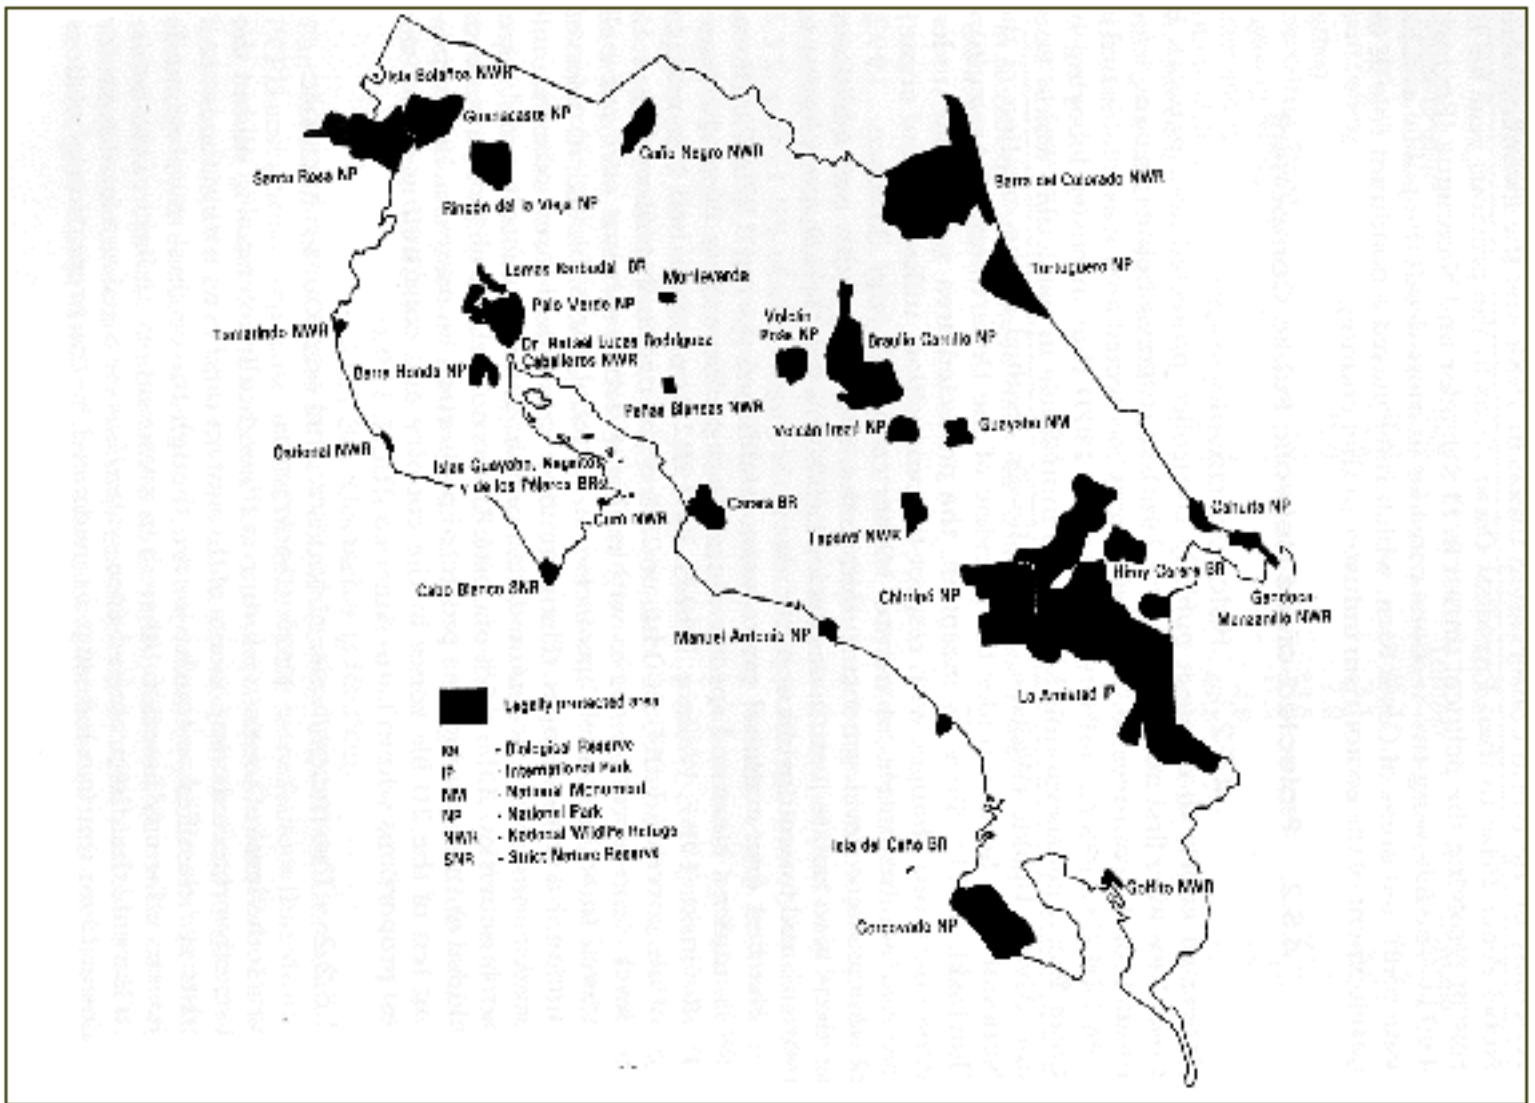 Isla Bolaños NWR
Guanacaste NP
Santa Rosa NP
Rincón del la Vieja NP
Caño Negro NWR
Barra del Colorado NWR
Tortuguero NP
Lomas Barbudal BR
Palo Verde NP
Monteverde
Dr. Rafael Lucas Rodríguez
Caballeros NWR
Tamarindo NWR
Barra Honda NP
Volcán
Poás NP
Braulio Carrillo NP
Peñas Blancas NWR
Volcán Irazú NP
Guayabo NM
Ostional NWR
Islas Guayabo, Negritos
y de los Pájaros BRs
Curú NWR
Carara BR
Tapantí NWR
Cahuita NP
Cabo Blanco SNR
Chirripó NP
Hitoy Cerere BR
Gandoca-
Manzanillo NWR
Manuel Antonio NP
La Amistad IP
Legally protected area
BR - Biological Reserve
IP - International Park
NM - National Monument
NP - National Park
NWR - National Wildlife Refuge
SNR - Strict Nature Reserve
Isla del Caño BR
Golfito NWR
Corcovado NP